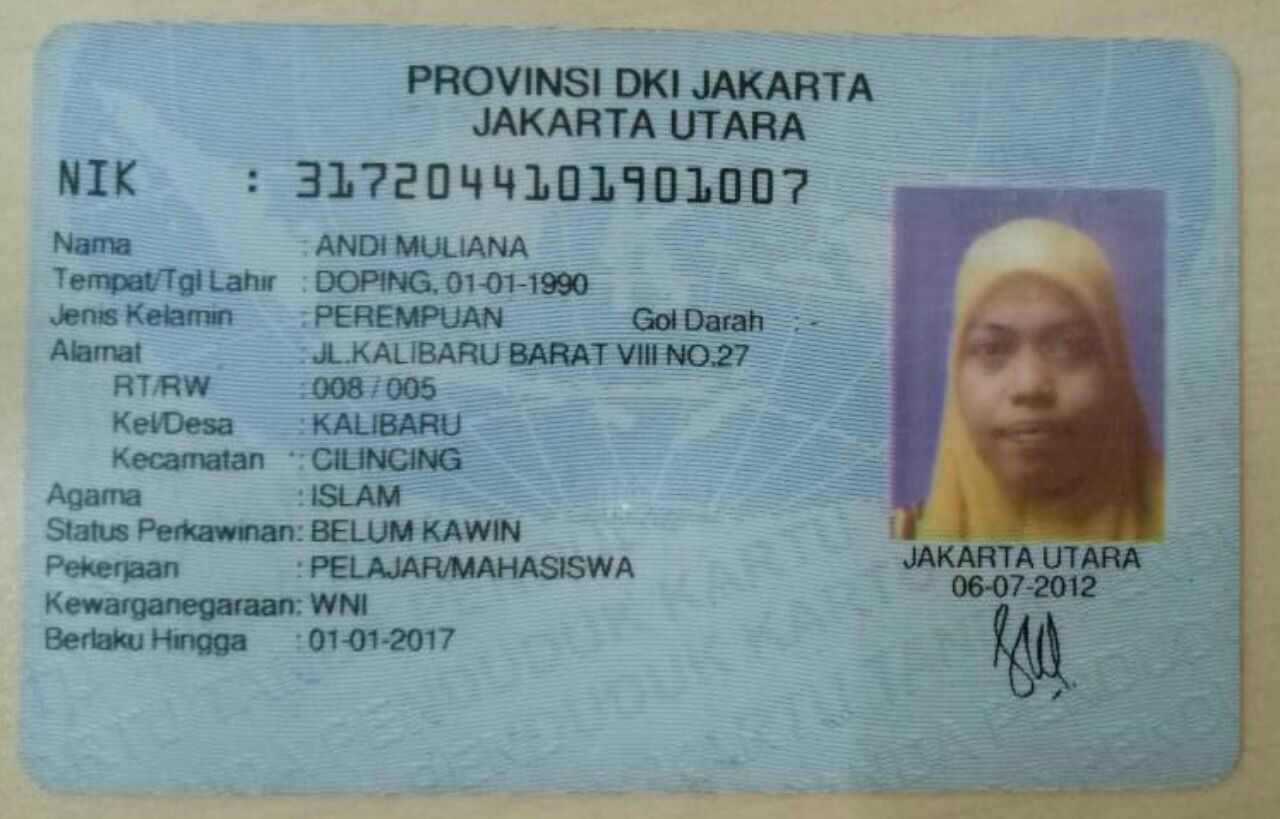 PROVINSI DKI JAKARTA
JAKARTA UTARA
NIK : 3172044101901007
Nama : ANDI MULIANA
Tempat/Tgl Lahir : DOPING, 01-01-1990
Jenis Kelamin : PEREMPUAN Gol Darah : -
Alamat : JL.KALIBARU BARAT VIII NO.27
RT/RW : 008 / 005
Kel/Desa : KALIBARU
Kecamatan : CILINCING
Agama : ISLAM
Status Perkawinan: BELUM KAWIN
Pekerjaan : PELAJAR/MAHASISWA
Kewarganegaraan: WNI
Berlaku Hingga : 01-01-2017
JAKARTA UTARA
06-07-2012